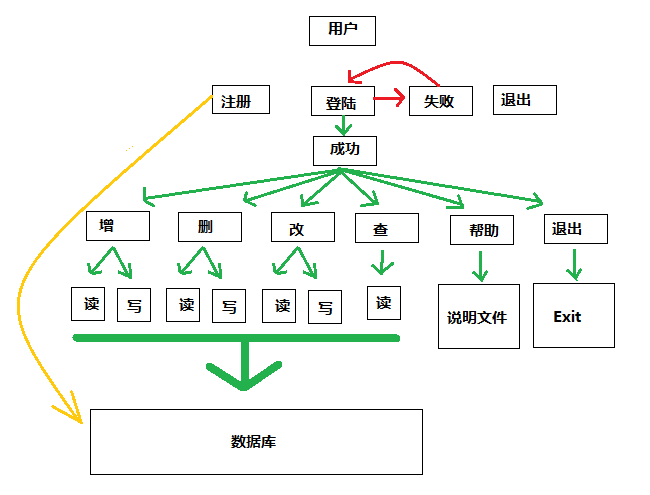 用户
注册
登陆
失败
退出
成功
增
删
改
查
帮助
退出
读
写
读
写
读
写
读
说明文件
Exit
数据库